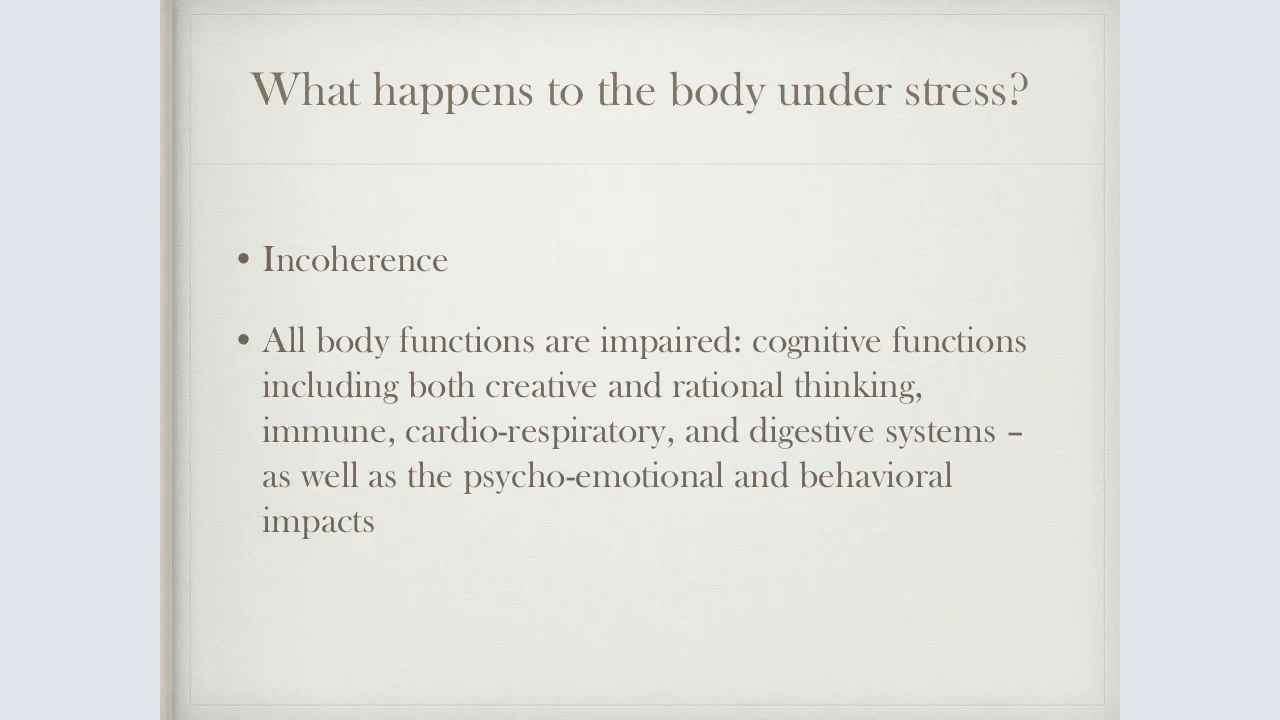 What happens to the body under stress?
• Incoherence
• All body functions are impaired: cognitive functions
including both creative and rational thinking,
immune, cardio-respiratory, and digestive systems –
as well as the psycho-emotional and behavioral
impacts